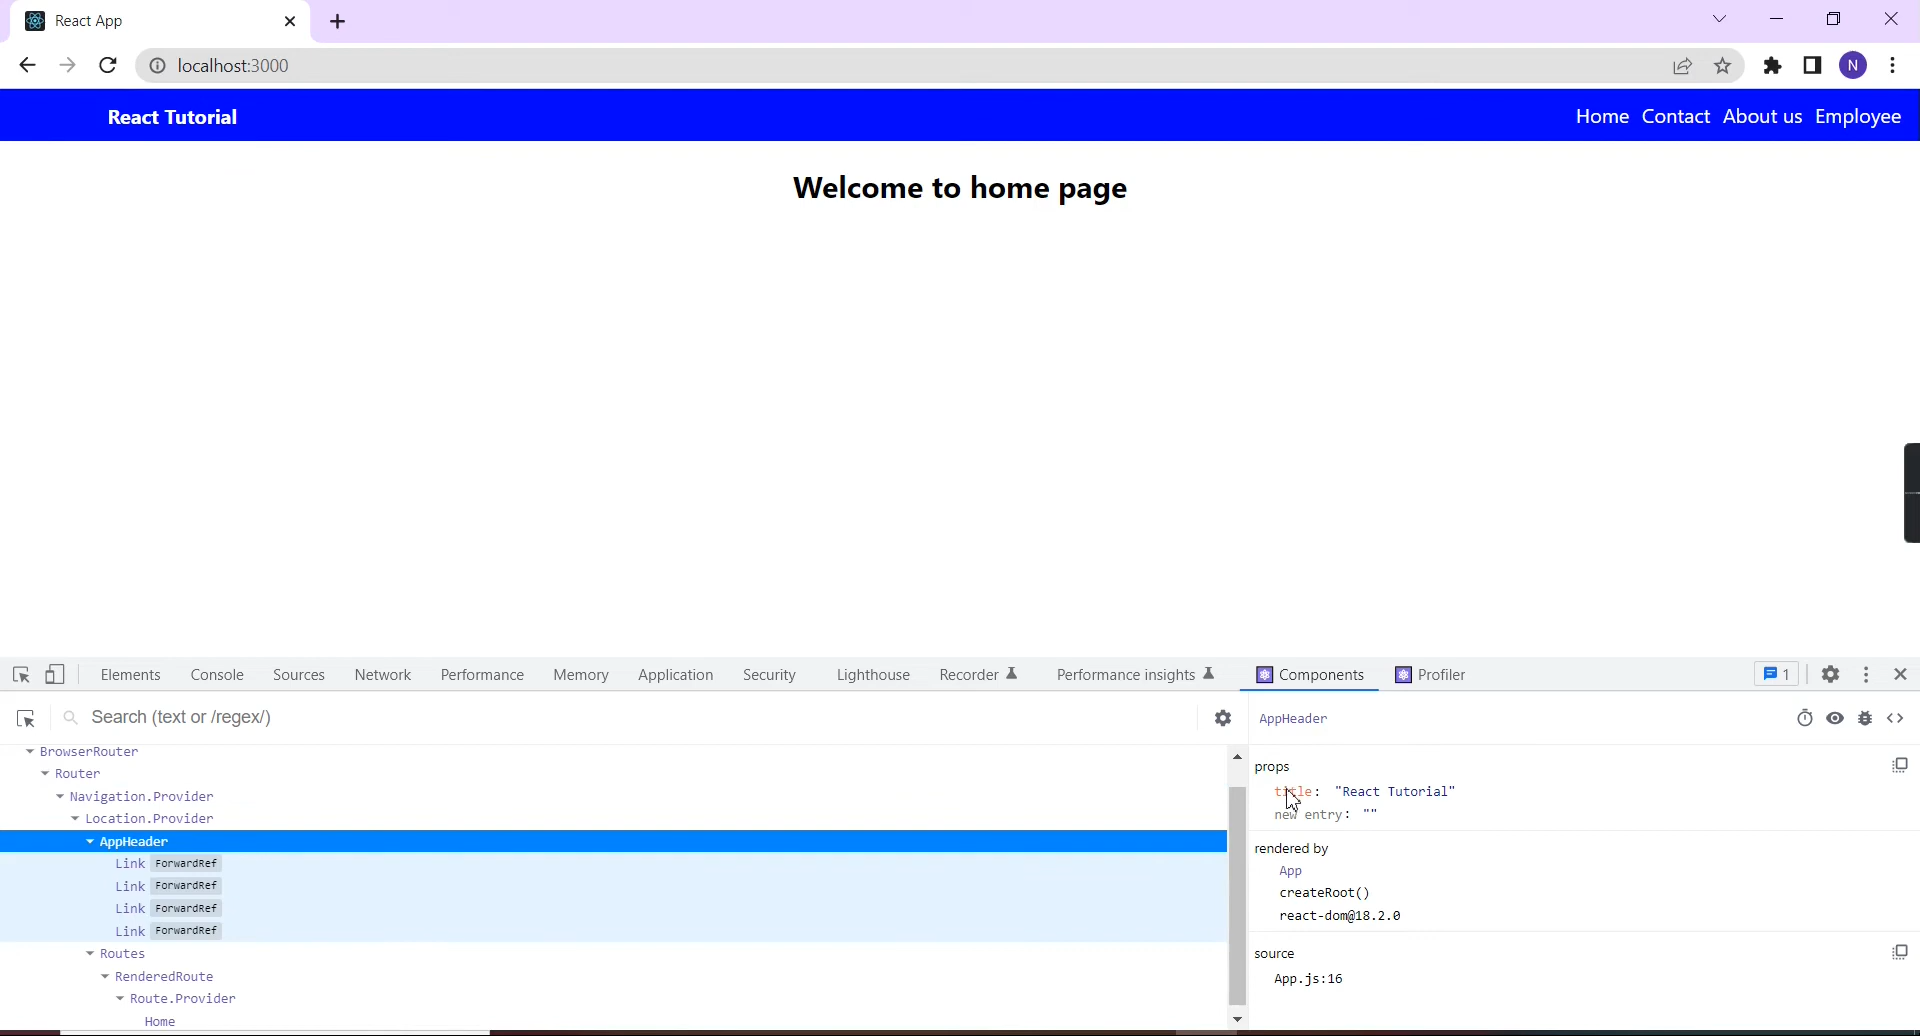 React App
localhost:3000
N
React Tutorial
Home Contact About us Employee
Welcome to home page
Elements Console Sources Network Performance Memory Application Security Lighthouse Recorder Performance insights Components Profiler 1
Search (text or /regex/)
BrowserRouter
Router
Navigation.Provider
Location.Provider
AppHeader
Link ForwardRef
Link ForwardRef
Link ForwardRef
Link ForwardRef
Routes
RenderedRoute
Route.Provider
Home
AppHeader
props
title: "React Tutorial"
new entry: ""
rendered by
App
createRoot()
react-dom@18.2.0
source
App.js:16